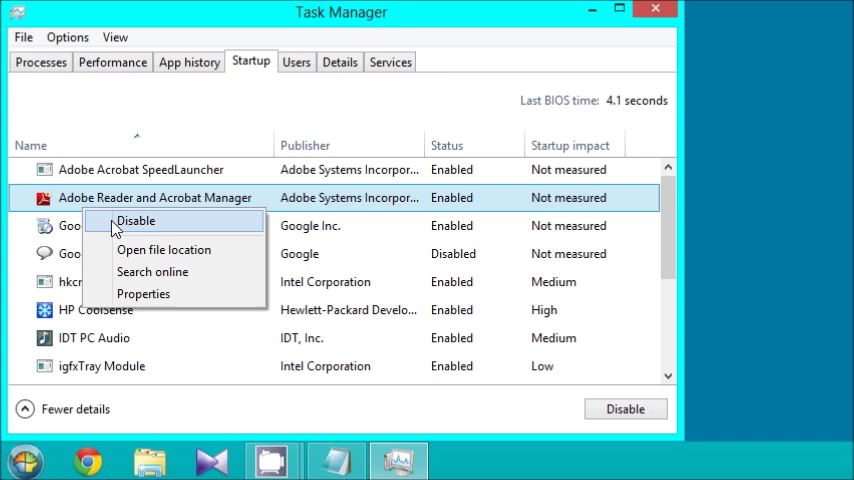 Task Manager
File Options View
Processes Performance App history Startup Users Details Services
Last BIOS time: 4.1 seconds
Name Publisher Status Startup impact
Adobe Acrobat SpeedLauncher Adobe Systems Incorpor... Enabled Not measured
Adobe Reader and Acrobat Manager Adobe Systems Incorpor... Enabled Not measured
Disable
Goo Google Inc. Enabled Not measured
Open file location
Goo Google Disabled Not measured
Search online
hkcr Intel Corporation Enabled Medium
Properties
HP CoolSense Hewlett-Packard Develo... Enabled High
IDT PC Audio IDT, Inc. Enabled Medium
igfxTray Module Intel Corporation Enabled Low
Fewer details Disable